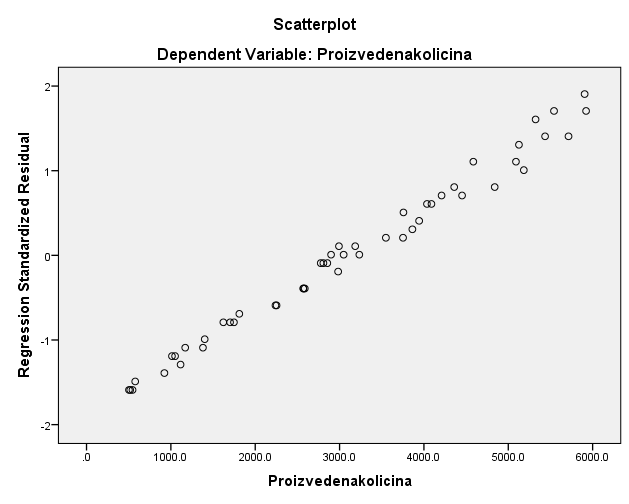 Scatterplot
Dependent Variable: Proizvedenakolicina
Regression Standardized Residual
2
1
0
-1
-2
.0 1000.0 2000.0 3000.0 4000.0 5000.0 6000.0
Proizvedenakolicina